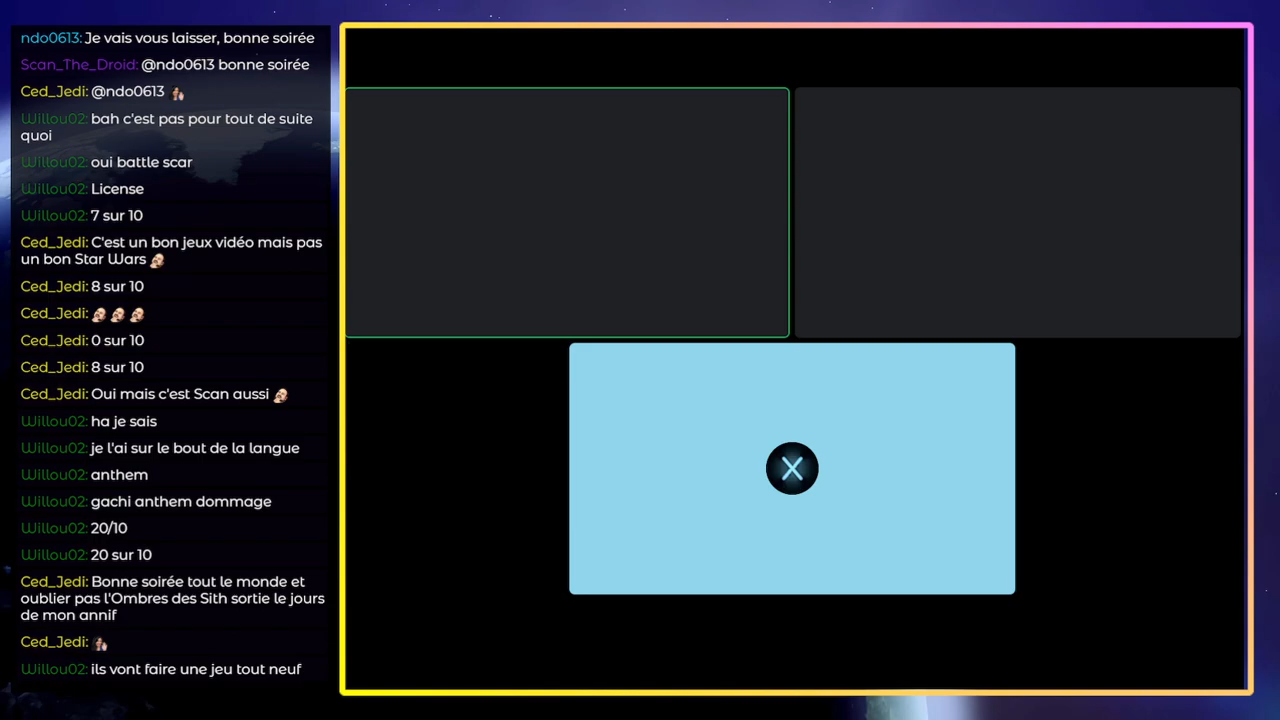 ndo0613: Je vais vous laisser, bonne soirée
Scan_The_Droid: @ndo0613 bonne soirée
Ced_Jedi: @ndo0613
Willou02: bah c'est pas pour tout de suite
quoi
Willou02: oui battle scar
Willou02: License
Willou02: 7 sur 10
Ced_Jedi: C'est un bon jeux vidéo mais pas
un bon Star Wars
Ced_Jedi: 8 sur 10
Ced_Jedi:
Ced_Jedi: 0 sur 10
Ced_Jedi: 8 sur 10
Ced_Jedi: Oui mais c'est Scan aussi
Willou02: ha je sais
Willou02: je l'ai sur le bout de la langue
Willou02: anthem
Willou02: gachi anthem dommage
Willou02: 20/10
Willou02: 20 sur 10
Ced_Jedi: Bonne soirée tout le monde et
oublier pas l'Ombres des Sith sortie le jours
de mon annif
Ced_Jedi:
Willou02: ils vont faire une jeu tout neuf
X